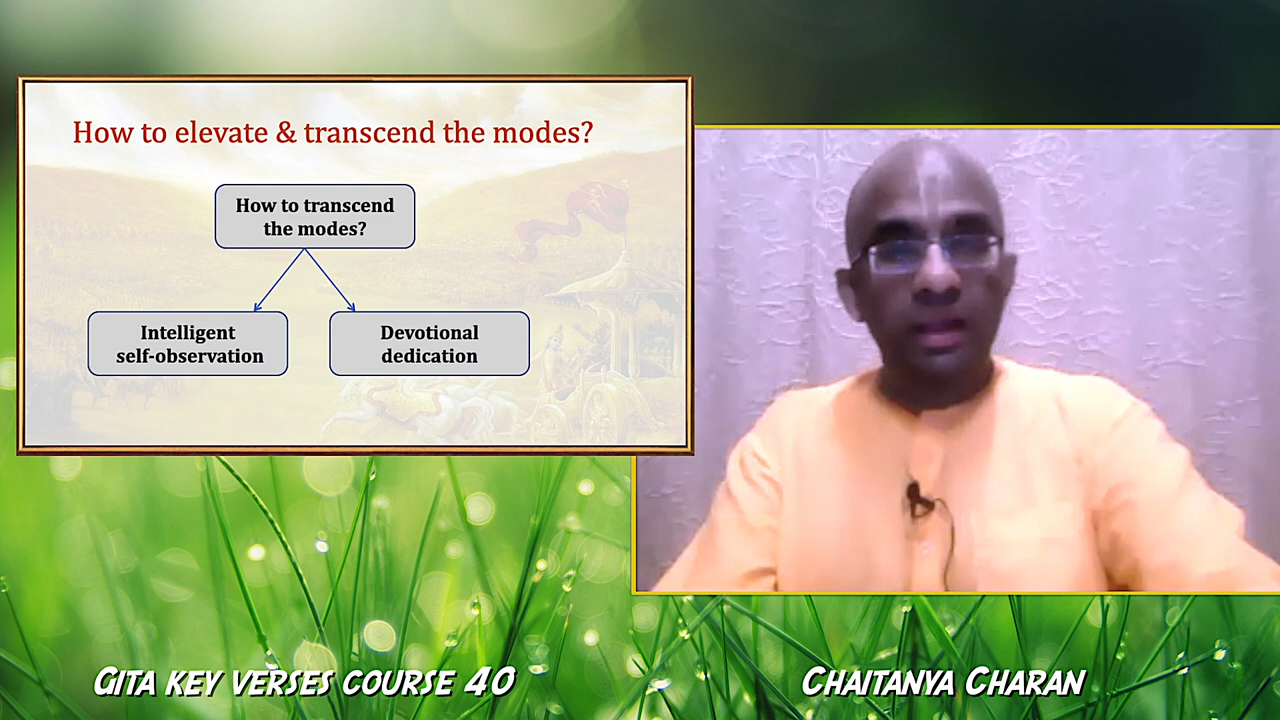 How to elevate & transcend the modes?
How to transcend
the modes?
Intelligent
self-observation
Devotional
dedication
GITA KEY VERSES COURSE 40
CHAITANYA CHARAN